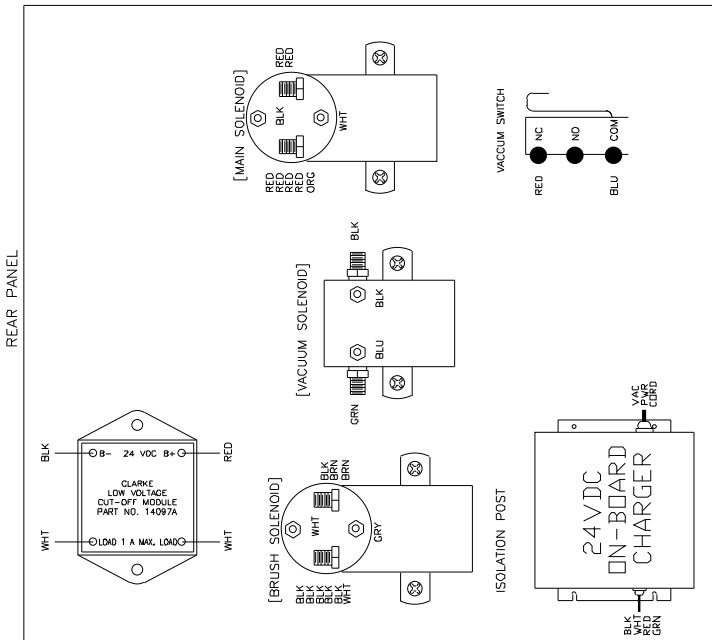 REAR PANEL
[MAIN SOLENOID]
RED
RED
BLK
WHT
RED
RED
RED
RED
ORG
VACCUM SWITCH
NC
NO
COM
RED
BLU
[VACUUM SOLENOID]
BLK
BLK
BLU
GRN
BLK
B- 24 VDC B+
RED
CLARKE
LOW VOLTAGE
CUT-OFF MODULE
PART NO. 14097A
WHT
LOAD 1 A MAX. LOAD
WHT
[BRUSH SOLENOID]
BLK
BRN
BRN
WHT
GRY
BLK
BLK
BLK
BLK
BLK
WHT
ISOLATION POST
VAC
PWR
CORD
24VDC
ON-BOARD
CHARGER
BLK
WHT
RED
GRN